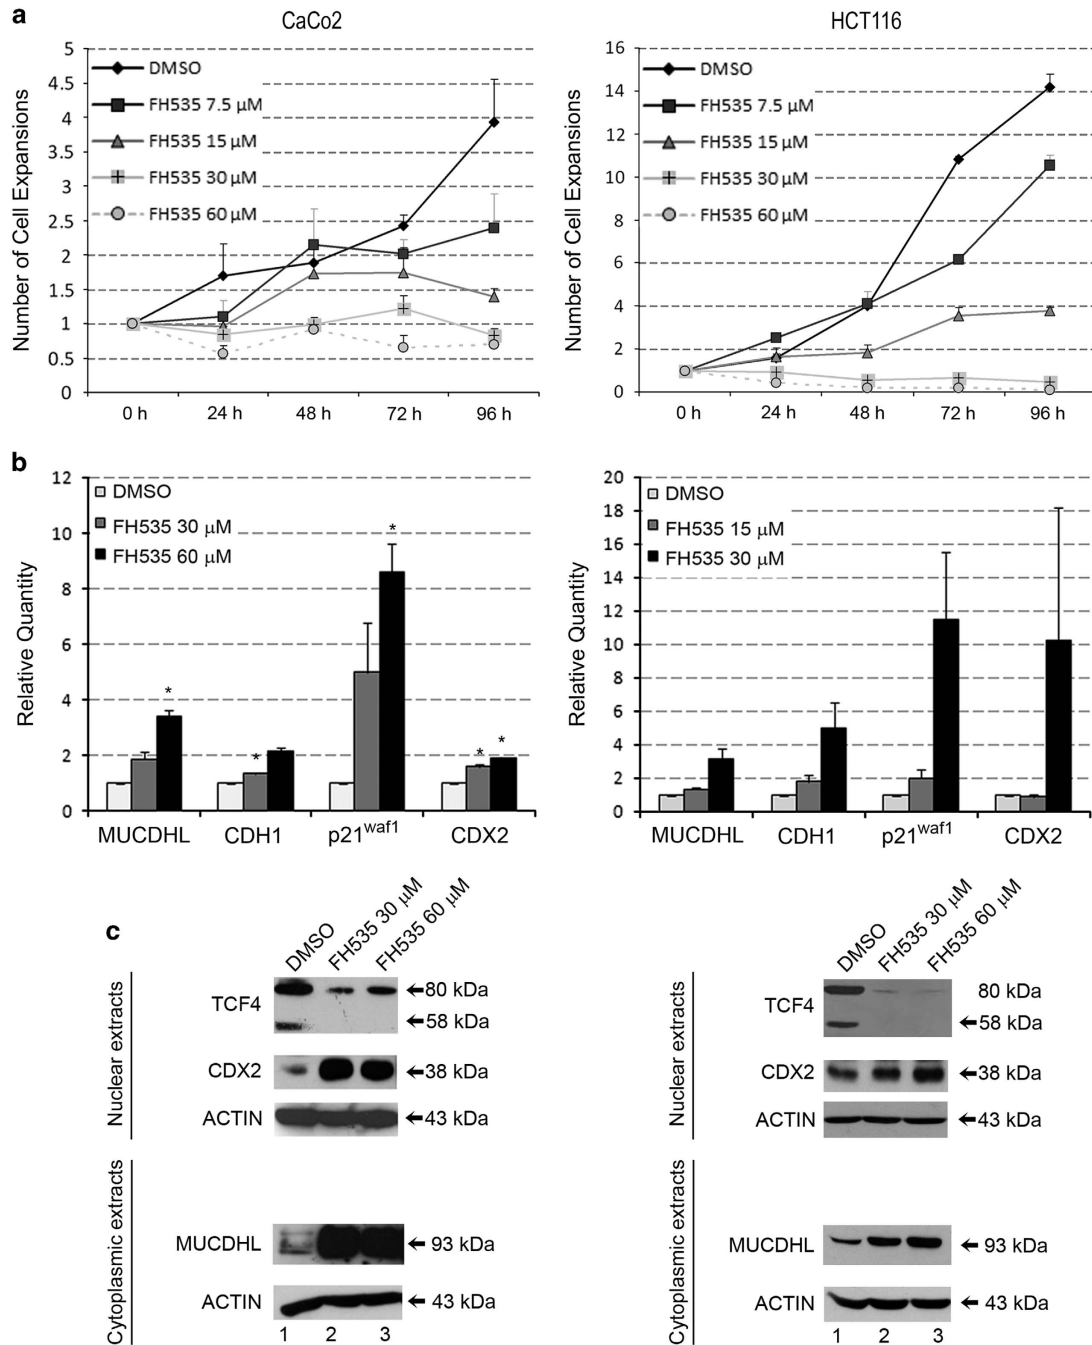 a
CaCo2
5
4.5
4
3.5
3
2.5
2
1.5
1
0.5
0
Number of Cell Expansions
DMSO
FH535 7.5 μM
FH535 15 μM
FH535 30 μM
FH535 60 μM
0 h
24 h
48 h
72 h
96 h
HCT116
16
14
12
10
8
6
4
2
0
Number of Cell Expansions
DMSO
FH535 7.5 μM
FH535 15 μM
FH535 30 μM
FH535 60 μM
0 h
24 h
48 h
72 h
96 h
b
12
10
8
6
4
2
0
Relative Quantity
DMSO
FH535 30 μM
FH535 60 μM
*
*
*
*
*
MUCDHL
CDH1
p21waf1
CDX2
20
18
16
14
12
10
8
6
4
2
0
Relative Quantity
DMSO
FH535 15 μM
FH535 30 μM
MUCDHL
CDH1
p21waf1
CDX2
c
DMSO
FH535 30 μM
FH535 60 μM
Nuclear extracts
TCF4
←80 kDa
←58 kDa
CDX2
←38 kDa
ACTIN
←43 kDa
Cytoplasmic extracts
MUCDHL
← 93 kDa
ACTIN
← 43 kDa
1 2 3
DMSO
FH535 30 μM
FH535 60 μM
Nuclear extracts
TCF4
80 kDa
←58 kDa
CDX2
←38 kDa
ACTIN
←43 kDa
Cytoplasmic extracts
MUCDHL
← 93 kDa
ACTIN
← 43 kDa
1 2 3